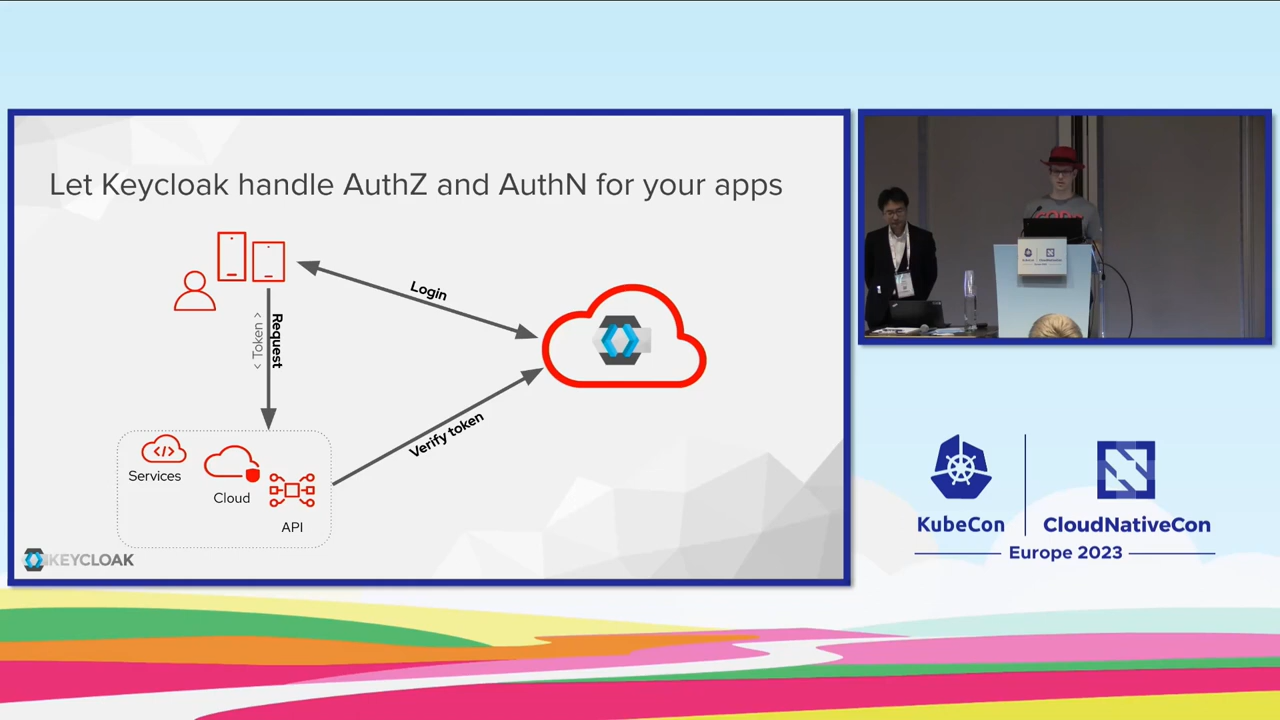 Let Keycloak handle AuthZ and AuthN for your apps
Login
Request
< Token >
Verify token
Services
Cloud
API
KEYCLOAK
KubeCon
CloudNativeCon
Europe 2023